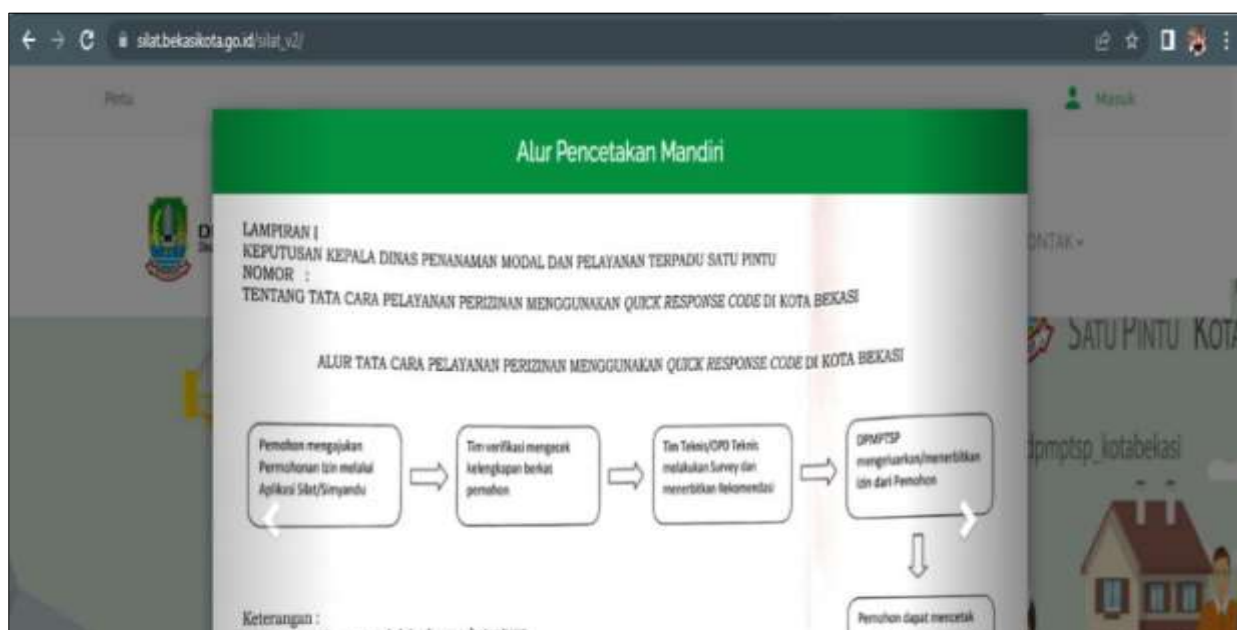 silat.bekasikota.go.id/silat_v2/
Pintu
Masuk
Alur Pencetakan Mandiri
LAMPIRAN I
KEPUTUSAN KEPALA DINAS PENANAMAN MODAL DAN PELAYANAN TERPADU SATU PINTU
NOMOR :
TENTANG TATA CARA PELAYANAN PERIZINAN MENGGUNAKAN QUICK RESPONSE CODE DI KOTA BEKASI
ONTAK
SATU PINTU KOTA
ALUR TATA CARA PELAYANAN PERIZINAN MENGGUNAKAN QUICK RESPONSE CODE DI KOTA BEKASI
Pemohon mengajukan
Permohonan Izin melalui
Aplikasi Silat/Simyandu
Tim verifikasi mengecek
kelengkapan berkat
pemohon
Tim Teknis/OPD Teknis
melakukan Survey dan
menerbitkan Rekomendasi
DPMPTSP
mengeluarkan/menerbitkan
izin dari Pemohon
dpmptsp_kotabekasi
Keterangan :
Pemohon dapat mencetak